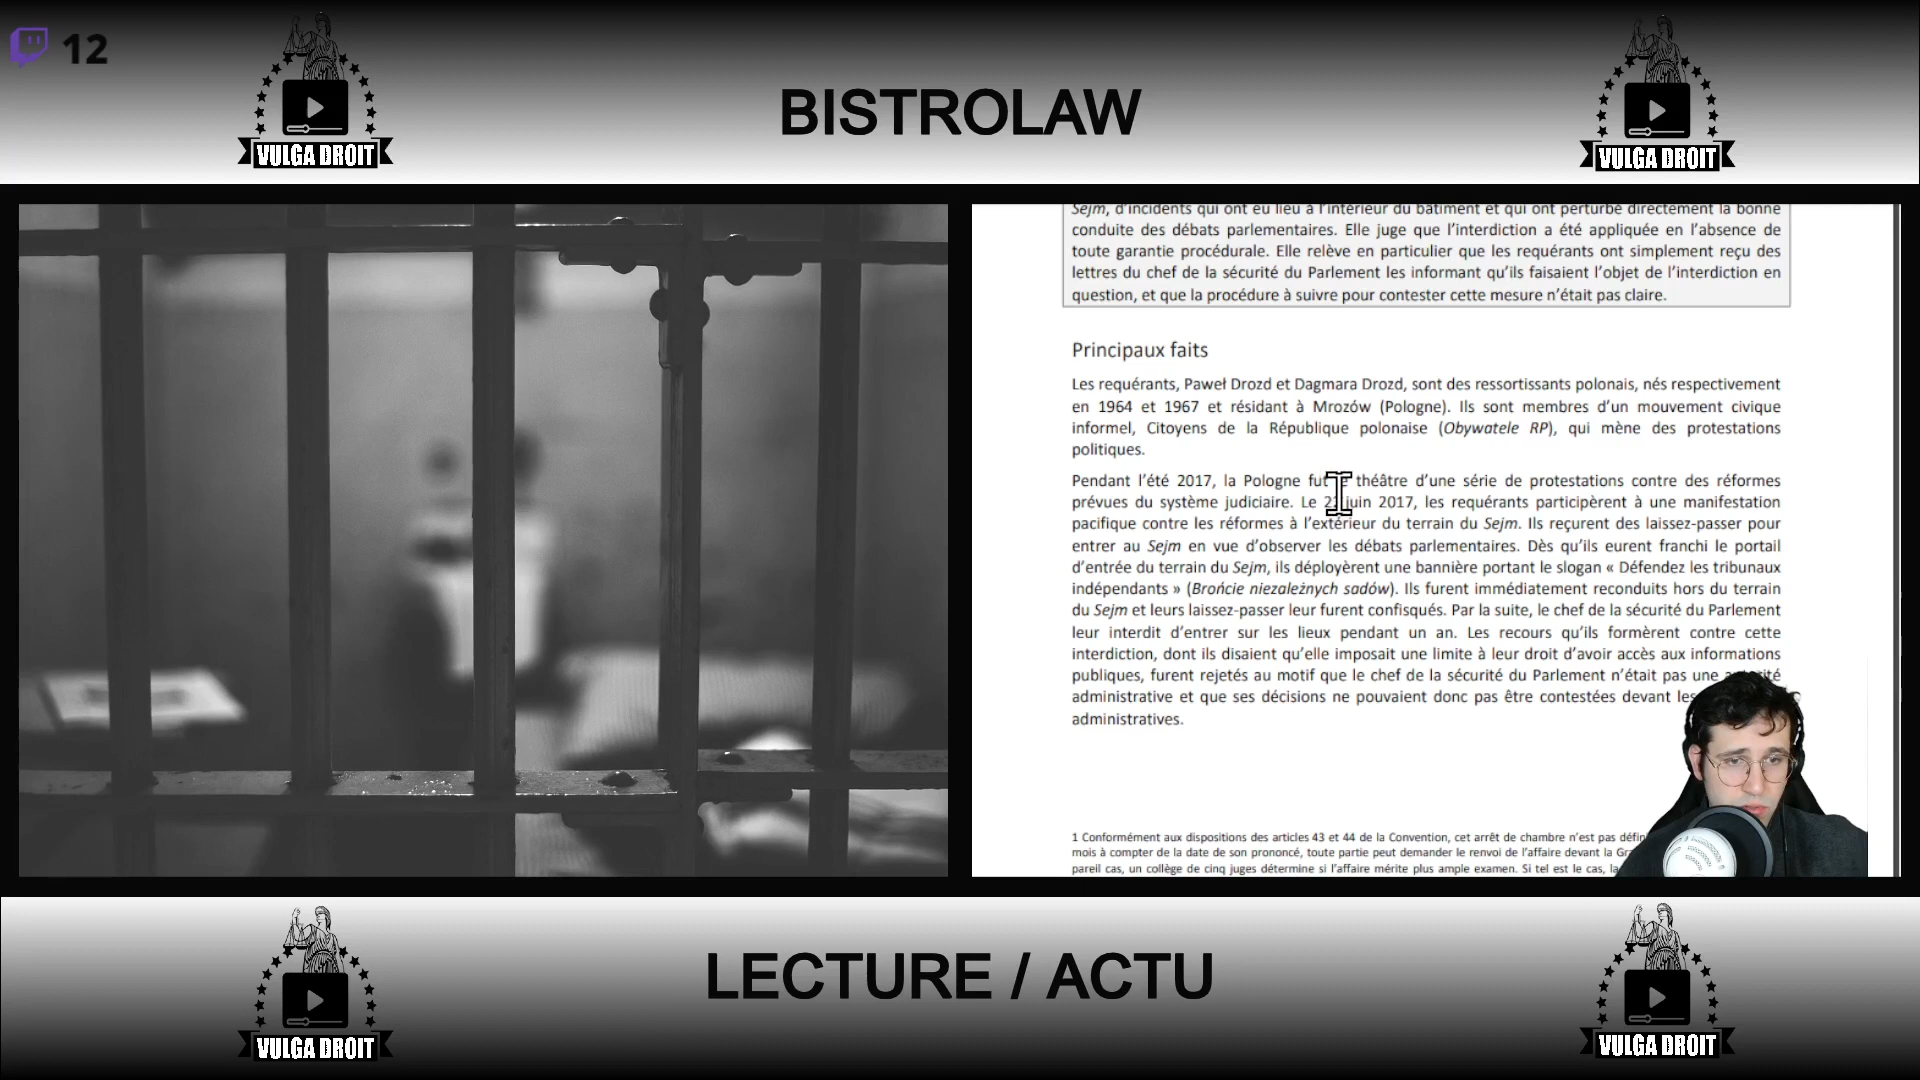 12
BISTROLAW
VULGA DROIT
VULGA DROIT
Sejm, d’incidents qui ont eu lieu à l’intérieur du bâtiment et qui ont perturbé directement la bonne
conduite des débats parlementaires. Elle juge que l’interdiction a été appliquée en l’absence de
toute garantie procédurale. Elle relève en particulier que les requérants ont simplement reçu des
lettres du chef de la sécurité du Parlement les informant qu’ils faisaient l’objet de l’interdiction en
question, et que la procédure à suivre pour contester cette mesure n’était pas claire.
Principaux faits
Les requérants, Paweł Drozd et Dagmara Drozd, sont des ressortissants polonais, nés respectivement
en 1964 et 1967 et résidant à Mrozów (Pologne). Ils sont membres d’un mouvement civique
informel, Citoyens de la République polonaise (Obywatele RP), qui mène des protestations
politiques.
Pendant l’été 2017, la Pologne fut théâtre d’une série de protestations contre des réformes
prévues du système judiciaire. Le juin 2017, les requérants participèrent à une manifestation
pacifique contre les réformes à l’extérieur du terrain du Sejm. Ils reçurent des laissez-passer pour
entrer au Sejm en vue d’observer les débats parlementaires. Dès qu’ils eurent franchi le portail
d’entrée du terrain du Sejm, ils déployèrent une bannière portant le slogan « Défendez les tribunaux
indépendants » (Brońcie niezależnych sadów). Ils furent immédiatement reconduits hors du terrain
du Sejm et leurs laissez-passer leur furent confisqués. Par la suite, le chef de la sécurité du Parlement
leur interdit d’entrer sur les lieux pendant un an. Les recours qu’ils formèrent contre cette
interdiction, dont ils disaient qu’elle imposait une limite à leur droit d’avoir accès aux informations
publiques, furent rejetés au motif que le chef de la sécurité du Parlement n’était pas une
administrative et que ses décisions ne pouvaient donc pas être contestées devant les
administratives.
1 Conformément aux dispositions des articles 43 et 44 de la Convention, cet arrêt de chambre n’est pas
mois à compter de la date de son prononcé, toute partie peut demander le renvoi de l’affaire devant la
pareil cas, un collège de cinq juges détermine si l’affaire mérite plus ample examen. Si tel est le cas,
LECTURE / ACTU
VULGA DROIT
VULGA DROIT